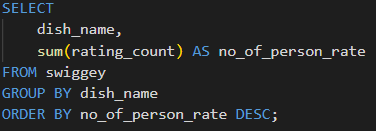 SELECT
    dish_name,
    sum(rating_count) AS no_of_person_rate
FROM swiggey
GROUP BY dish_name
ORDER BY no_of_person_rate DESC;